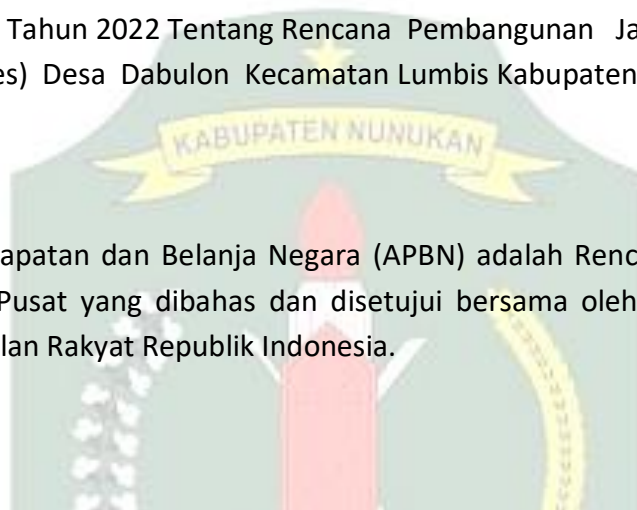 Tahun 2022 Tentang Rencana Pembangunan Ja
es) Desa Dabulon Kecamatan Lumbis Kabupaten
KABUPATEN NUNUKAN
apatan dan Belanja Negara (APBN) adalah Renc
Pusat yang dibahas dan disetujui bersama oleh
lan Rakyat Republik Indonesia.